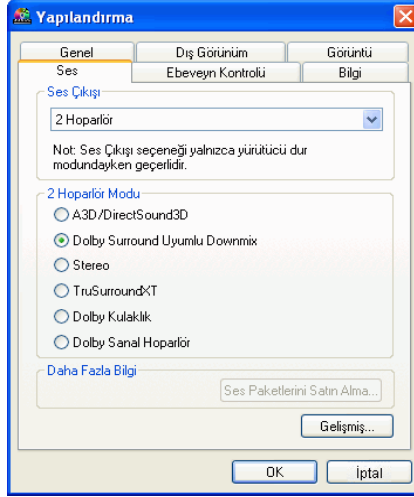 Yapılandırma
Genel Dış Görünüm Görüntü
Ses Ebeveyn Kontrolü Bilgi
Ses Çıkışı
2 Hoparlör
Not: Ses Çıkışı seçeneği yalnızca yürütücü dur
modundayken geçerlidir.
2 Hoparlör Modu
A3D/DirectSound3D
Dolby Surround Uyumlu Downmix
Stereo
TruSurroundXT
Dolby Kulaklık
Dolby Sanal Hoparlör
Daha Fazla Bilgi
Ses Paketlerini Satın Alma...
Gelişmiş...
OK İptal